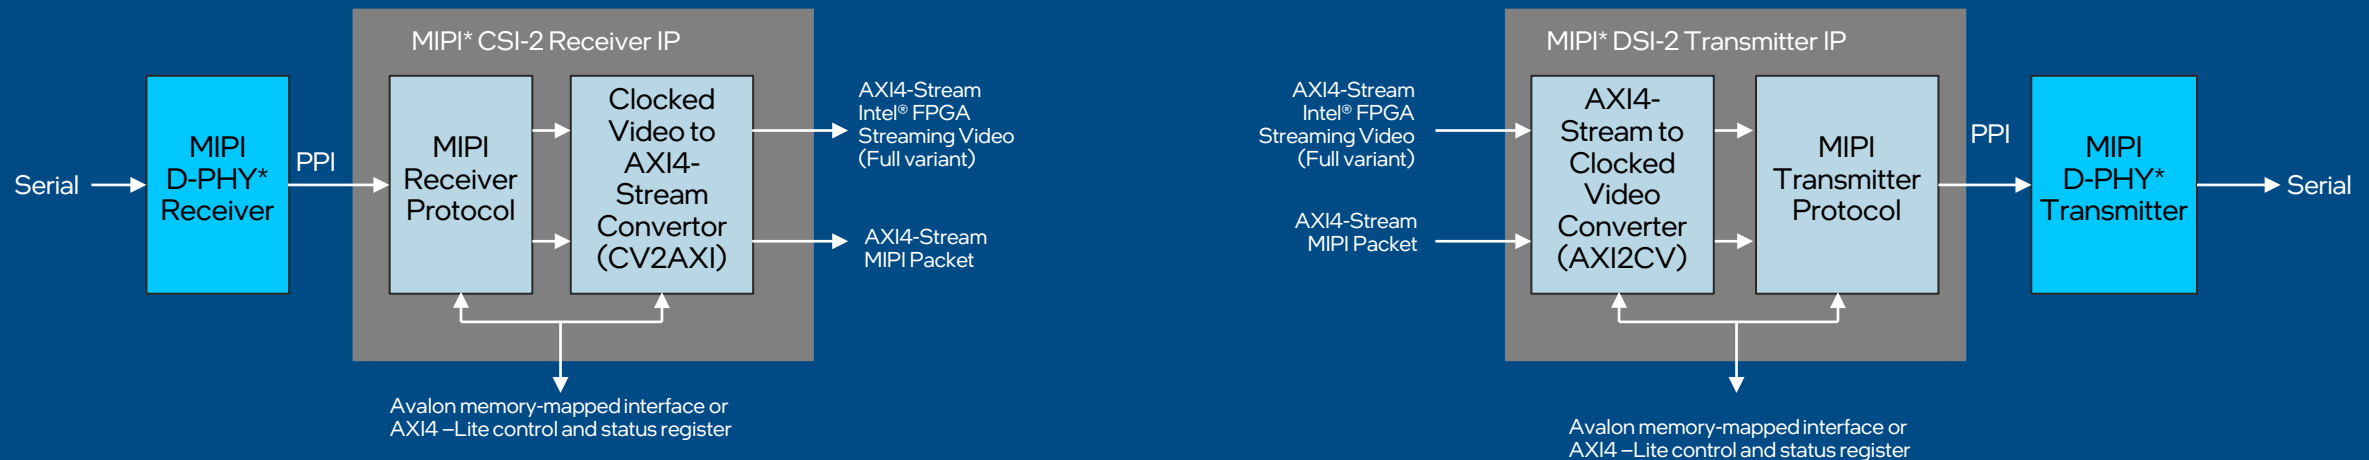 MIPI* CSI-2 Receiver IP
Serial
MIPI
D-PHY*
Receiver
PPI
MIPI
Receiver
Protocol
Clocked
Video to
AXI4-
Stream
Convertor
(CV2AXI)
AXI4-Stream
Intel® FPGA
Streaming Video
(Full variant)
AXI4-Stream
MIPI Packet
Avalon memory-mapped interface or
AXI4 –Lite control and status register
MIPI* DSI-2 Transmitter IP
AXI4-Stream
Intel® FPGA
Streaming Video
(Full variant)
AXI4-Stream
MIPI Packet
AXI4-
Stream to
Clocked
Video
Converter
(AXI2CV)
MIPI
Transmitter
Protocol
PPI
MIPI
D-PHY*
Transmitter
Serial
Avalon memory-mapped interface or
AXI4 –Lite control and status register